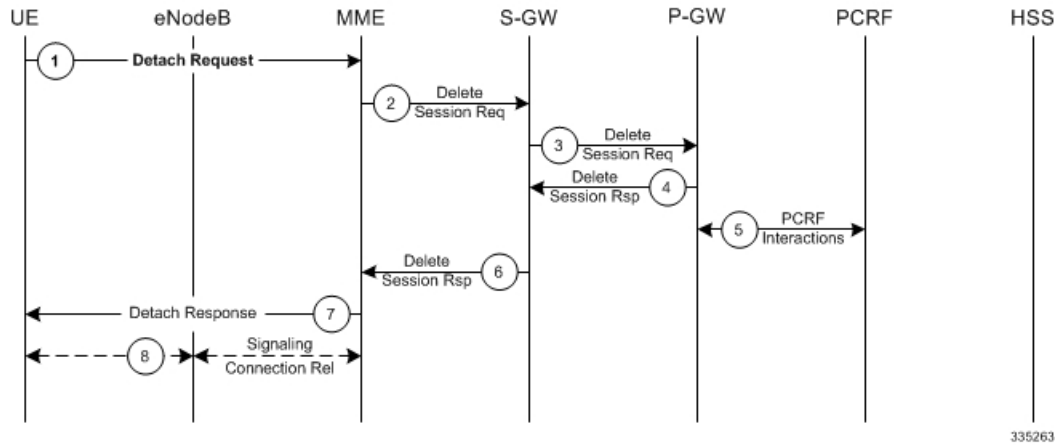 UE eNodeB MME S-GW P-GW PCRF HSS
1 Detach Request
2 Delete
Session Req
3 Delete
Session Req
Delete 4
Session Rsp
5 PCRF
Interactions
Delete 6
Session Rsp
Detach Response 7
8 Signaling
Connection Rel
335263